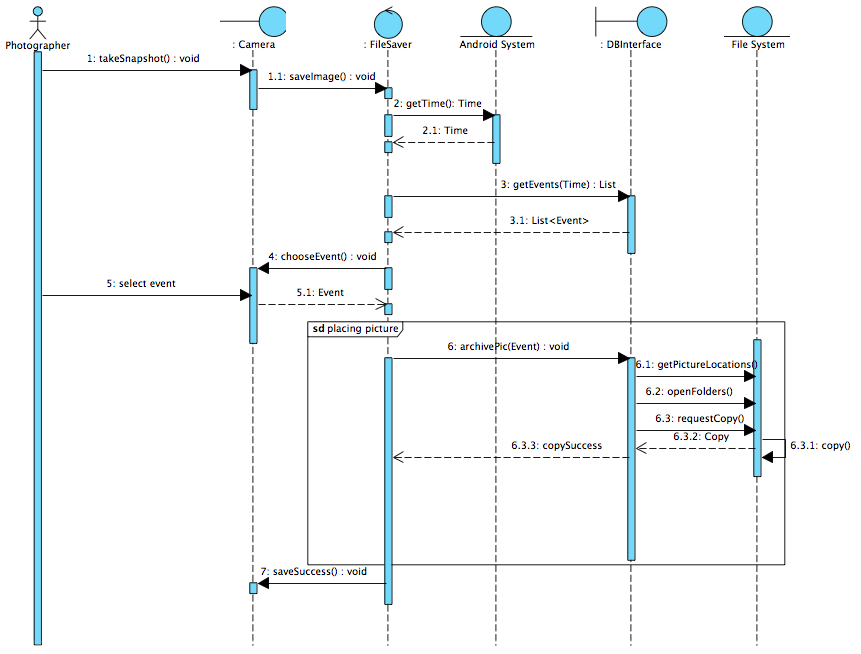 Photographer
: Camera
: FileSaver
Android System
: DBInterface
File System
1: takeSnapshot() : void
1.1: saveImage() : void
2: getTime(): Time
2.1: Time
3: getEvents(Time) : List
3.1: List<Event>
4: chooseEvent() : void
5: select event
5.1: Event
sd placing picture
6: archivePic(Event) : void
6.1: getPictureLocations()
6.2: openFolders()
6.3: requestCopy()
6.3.2: Copy
6.3.1: copy()
6.3.3: copySuccess
7: saveSuccess() : void